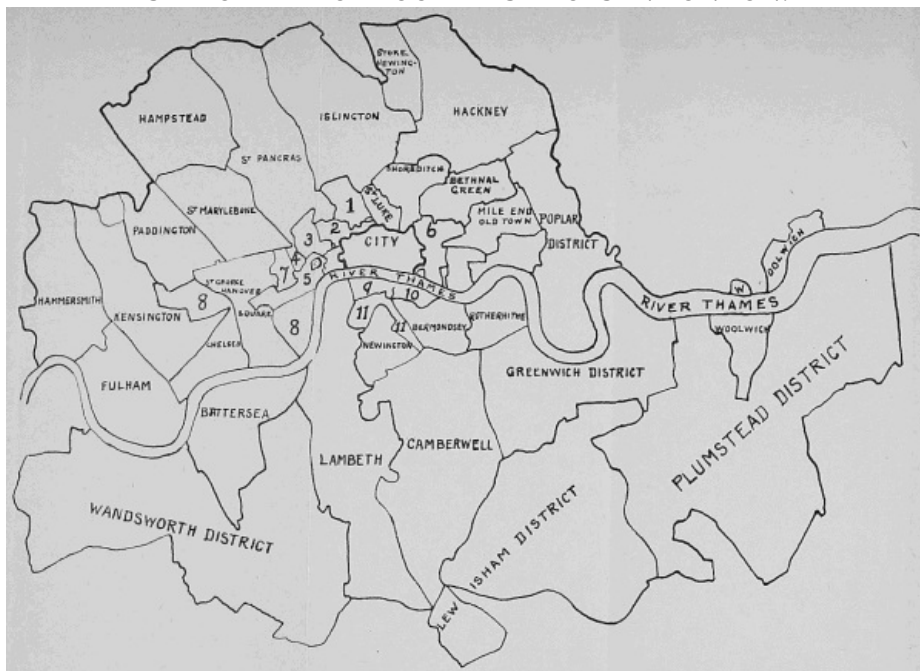 STOKE
NEWING-
TON
HACKNEY
HAMPSTEAD
ISLINGTON
ST PANCRAS
SHOREDITCH
BETHNAL
GREEN
1
ST LUKE
ST MARYLEBONE
2
MILE END
OLD TOWN
POPLAR
DISTRICT
PADDINGTON
3
CITY
6
4
5
7
RIVER THAMES
HAMMERSMITH
KENSINGTON
8
ST GEORGE
HANOVER
SQUARE
8
CHELSEA
9
10
11
11
BERMONDSEY
ROTHERHITHE
NEWINGTON
W
WOOLWICH
RIVER THAMES
WOOLWICH
FULHAM
BATTERSEA
GREENWICH DISTRICT
LAMBETH
CAMBERWELL
PLUMSTEAD DISTRICT
WANDSWORTH DISTRICT
LEWISHAM DISTRICT